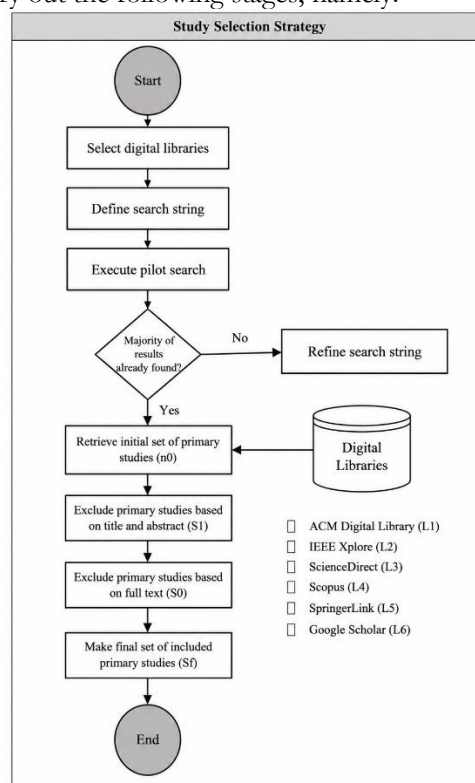 ry out the following stages, namely:
Study Selection Strategy
Start
Select digital libraries
Define search string
Execute pilot search
Majority of
results
already found?
No
Refine search string
Yes
Retrieve initial set of primary
studies (n0)
Digital
Libraries
Exclude primary studies based
on title and abstract (S1)
Exclude primary studies based
on full text (S0)
Make final set of included
primary studies (Sf)
End
ACM Digital Library (L1)
IEEE Xplore (L2)
ScienceDirect (L3)
Scopus (L4)
SpringerLink (L5)
Google Scholar (L6)